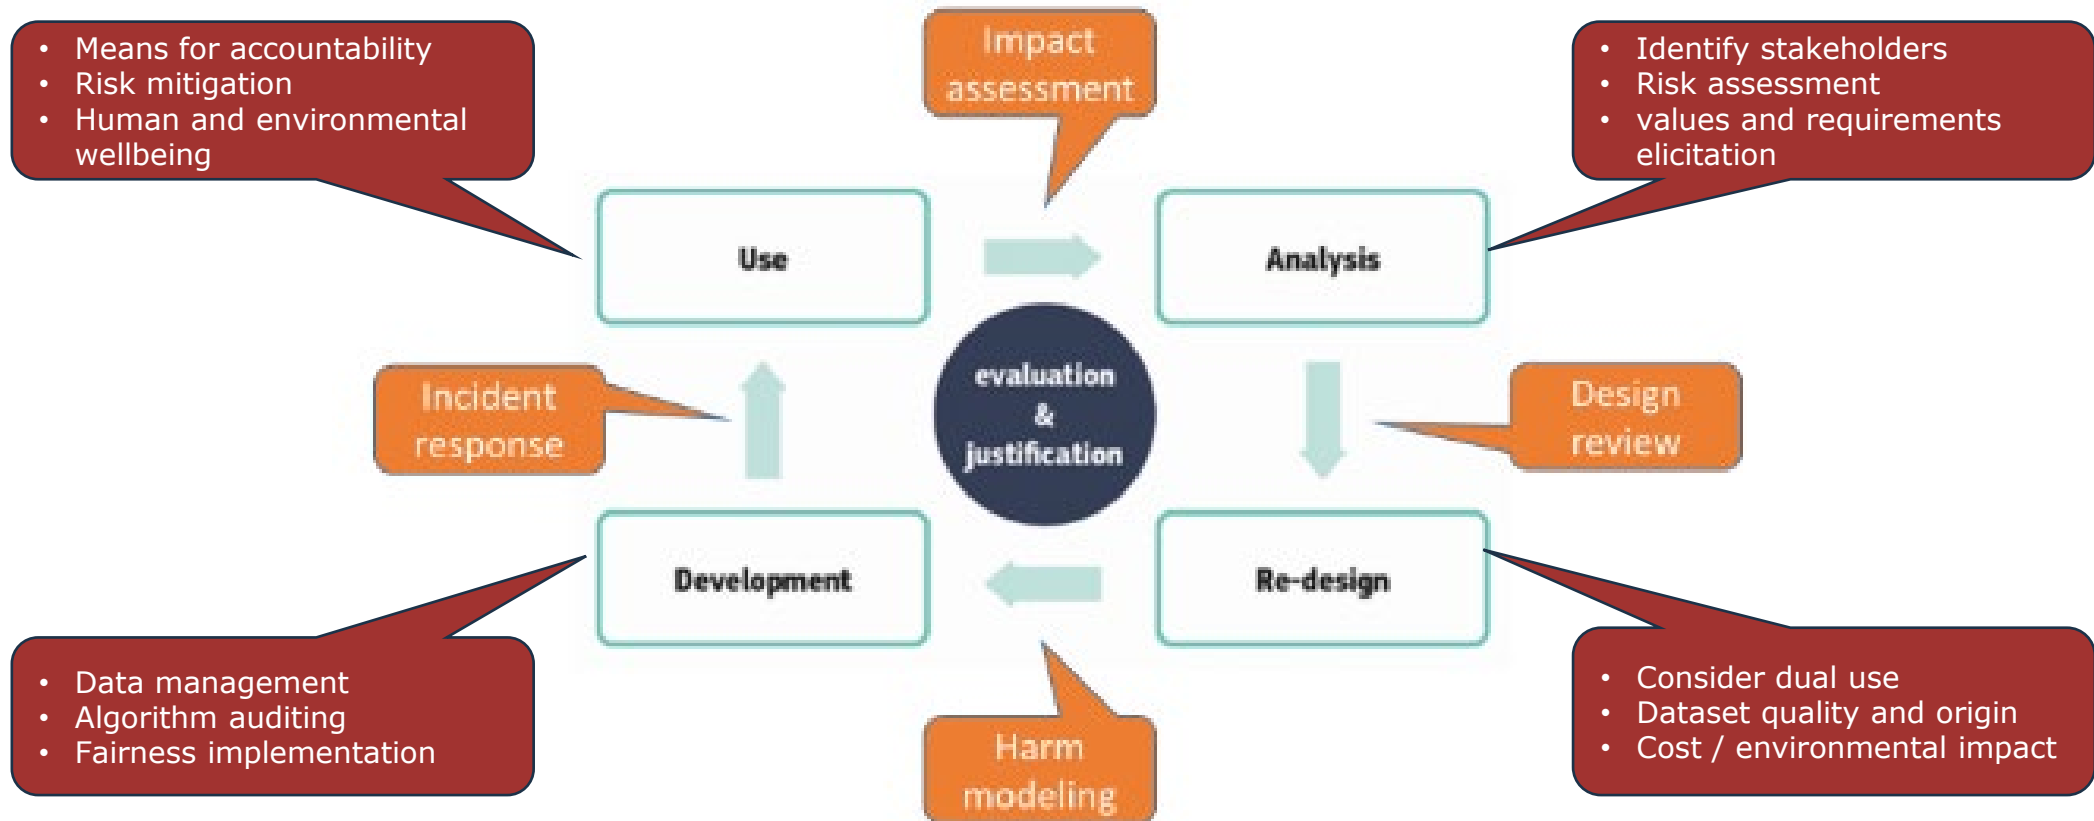 • Means for accountability
• Risk mitigation
• Human and environmental
wellbeing
Impact
assessment
• Identify stakeholders
• Risk assessment
• values and requirements
elicitation
Use
Analysis
Incident
response
evaluation
&
justification
Design
review
Development
Re-design
• Data management
• Algorithm auditing
• Fairness implementation
Harm
modeling
• Consider dual use
• Dataset quality and origin
• Cost / environmental impact